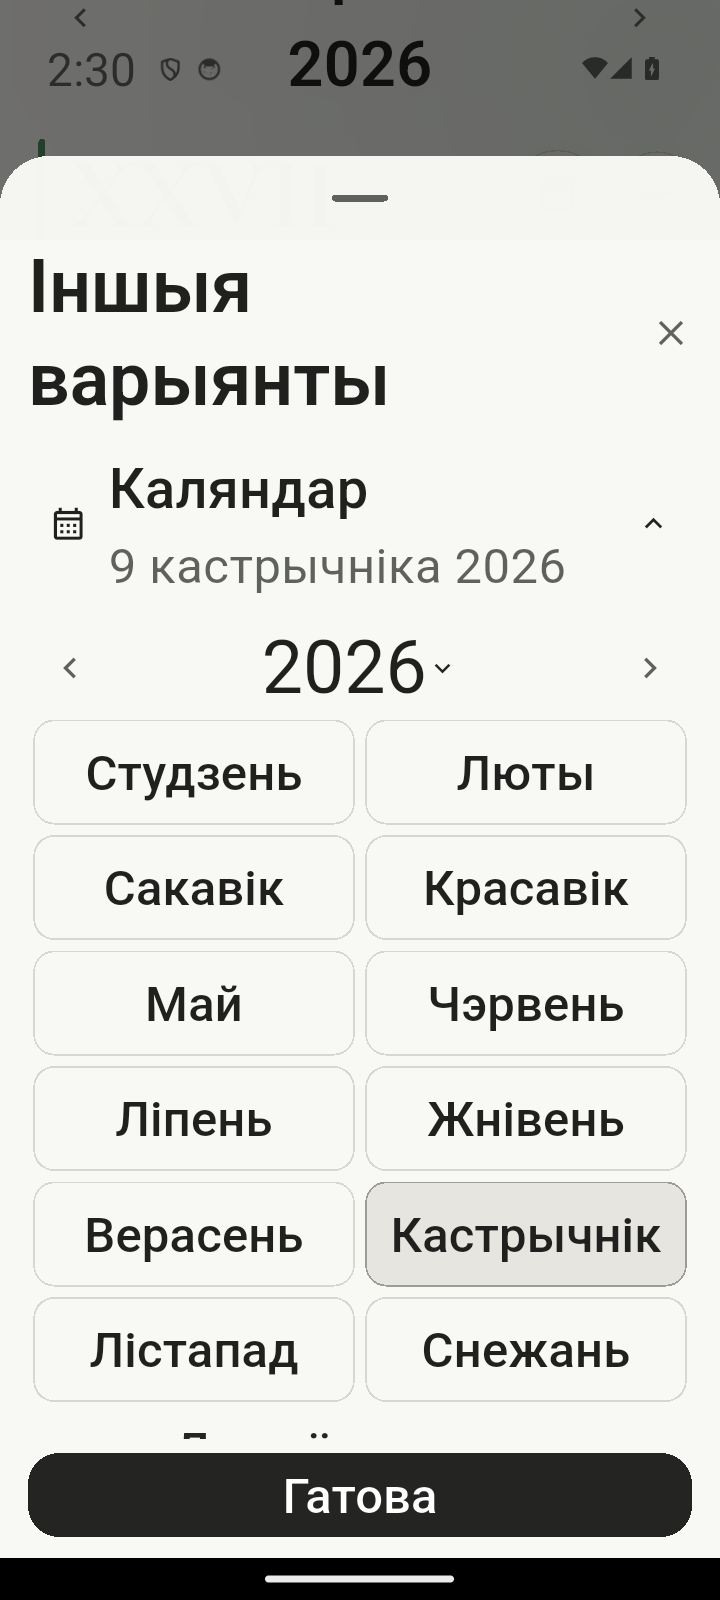 2026
2:30
XXVII
Іншыя
варыянты
Каляндар
9 кастрычніка 2026
2026
Студзень
Люты
Сакавік
Красавік
Май
Чэрвень
Ліпень
Жнівень
Верасень
Кастрычнік
Лістапад
Снежань
Гатова